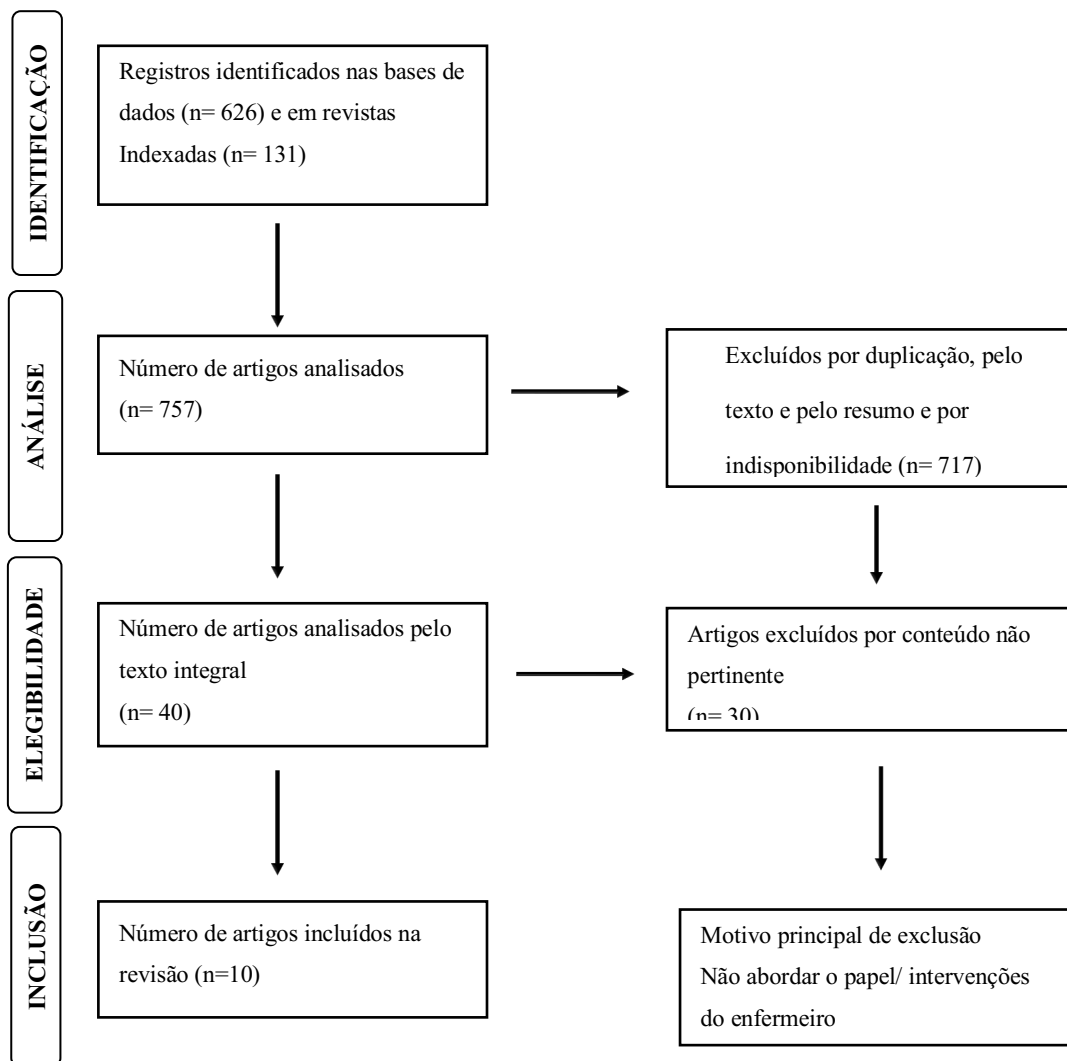 IDENTIFICAÇÃO
Registros identificados nas bases de
dados (n= 626) e em revistas
Indexadas (n= 131)
ANÁLISE
Número de artigos analisados
(n= 757)
Excluídos por duplicação, pelo
texto e pelo resumo e por
indisponibilidade (n= 717)
ELEGIBILIDADE
Número de artigos analisados pelo
texto integral
(n= 40)
Artigos excluídos por conteúdo não
pertinente
(n= 30)
INCLUSÃO
Número de artigos incluídos na
revisão (n=10)
Motivo principal de exclusão
Não abordar o papel/ intervenções
do enfermeiro